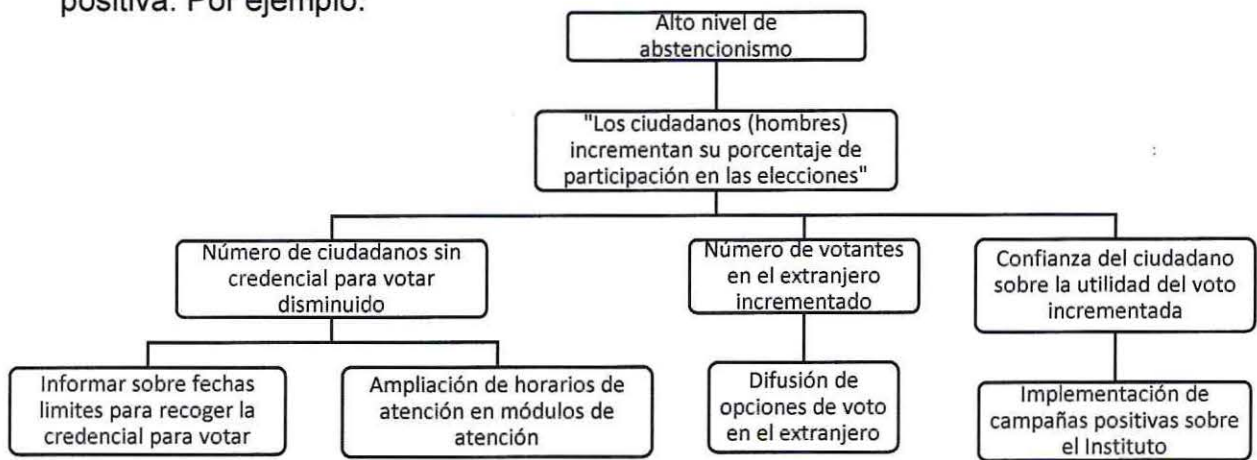 positiva. Por ejemplo:
Alto nivel de
abstencionismo
"Los ciudadanos (hombres)
incrementan su porcentaje de
participación en las elecciones"
Número de ciudadanos sin
credencial para votar
disminuido
Número de votantes
en el extranjero
incrementado
Confianza del ciudadano
sobre la utilidad del voto
incrementada
Informar sobre fechas
limites para recoger la
credencial para votar
Ampliación de horarios de
atención en módulos de
atención
Difusión de
opciones de voto
en el extranjero
Implementación de
campañas positivas sobre
el Instituto